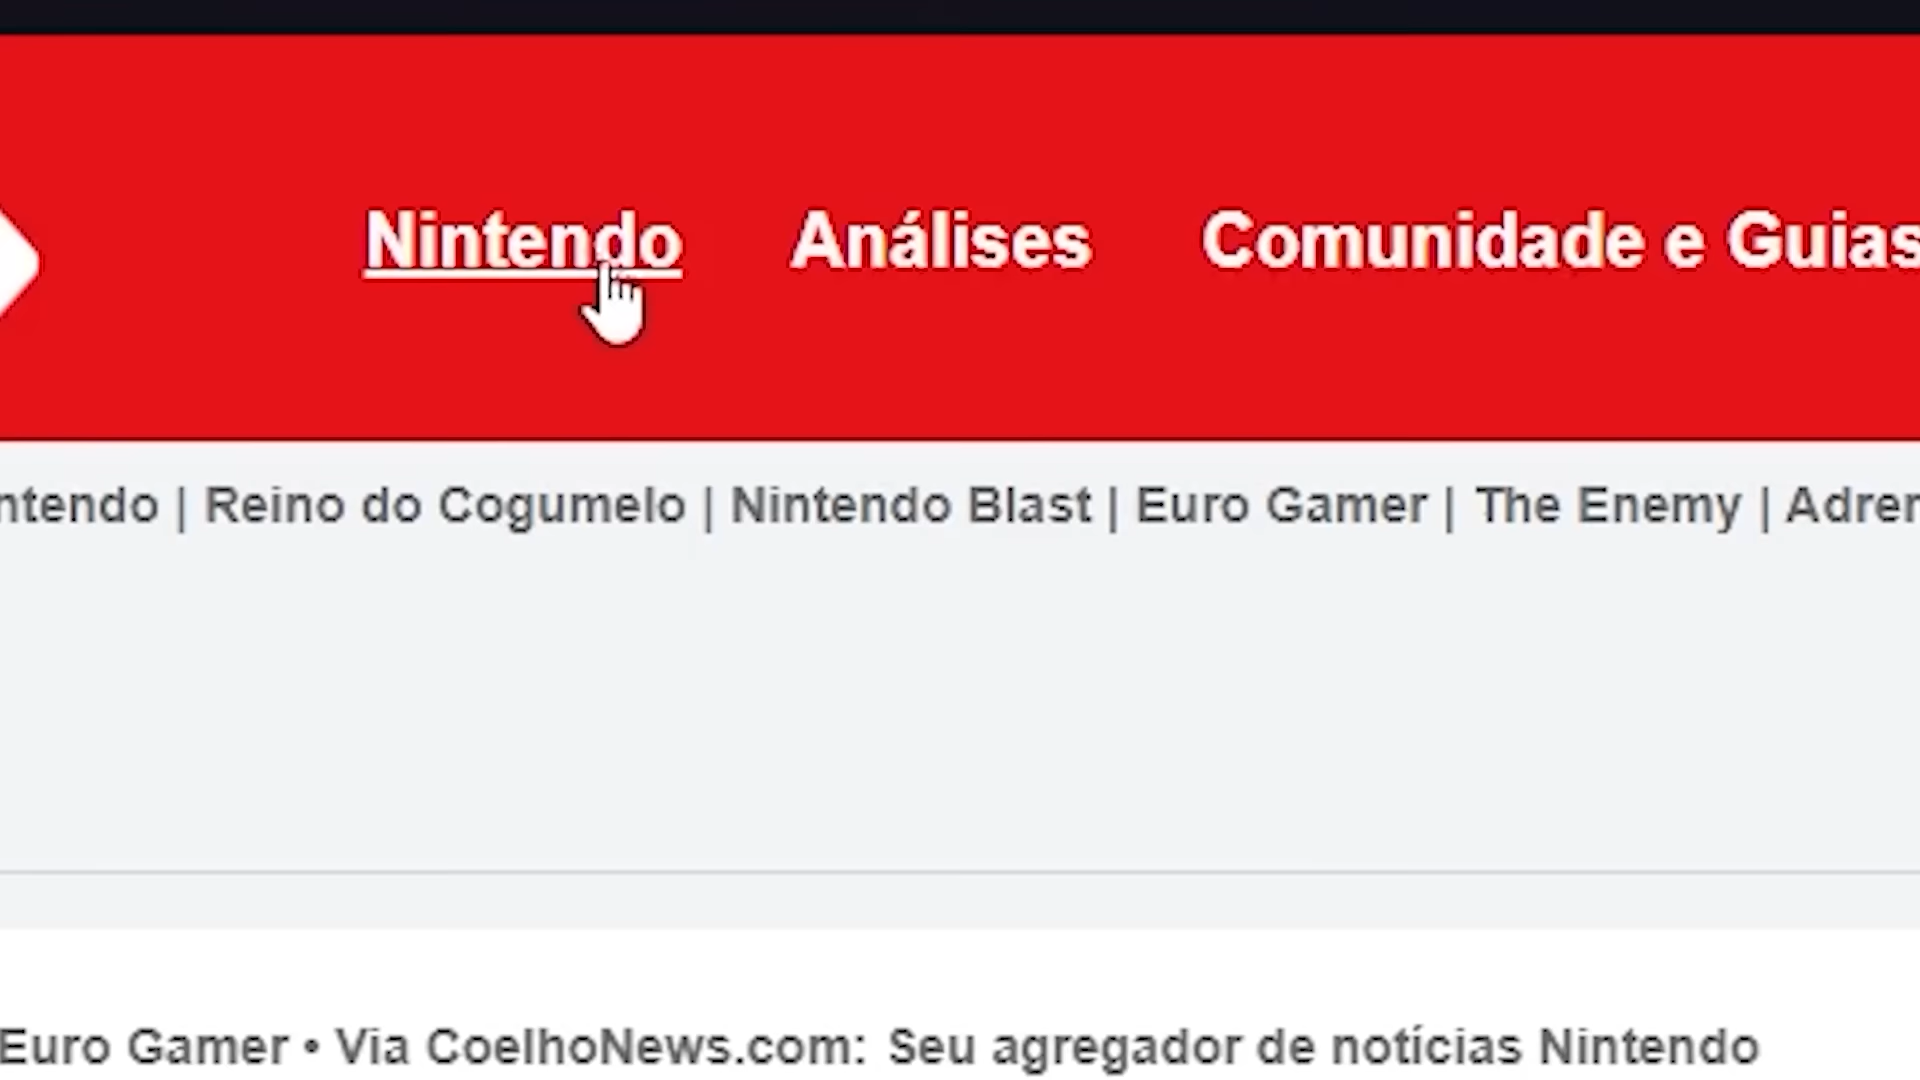 Nintendo Análises Comunidade e Guias
ntendo | Reino do Cogumelo | Nintendo Blast | Euro Gamer | The Enemy | Adren
Euro Gamer • Via CoelhoNews.com: Seu agregador de notícias Nintendo